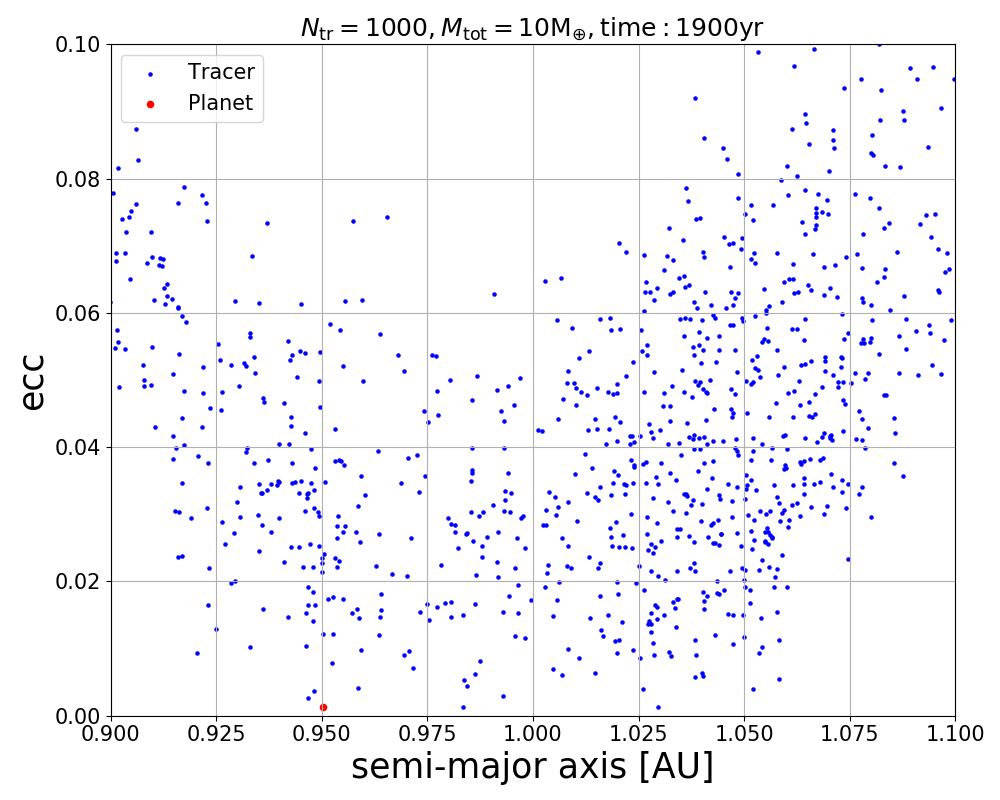 N_tr = 1000, M_tot = 10M_⊕, time : 1900yr
Tracer
Planet
ecc
0.10
0.08
0.06
0.04
0.02
0.00
0.900 0.925 0.950 0.975 1.000 1.025 1.050 1.075 1.100
semi-major axis [AU]